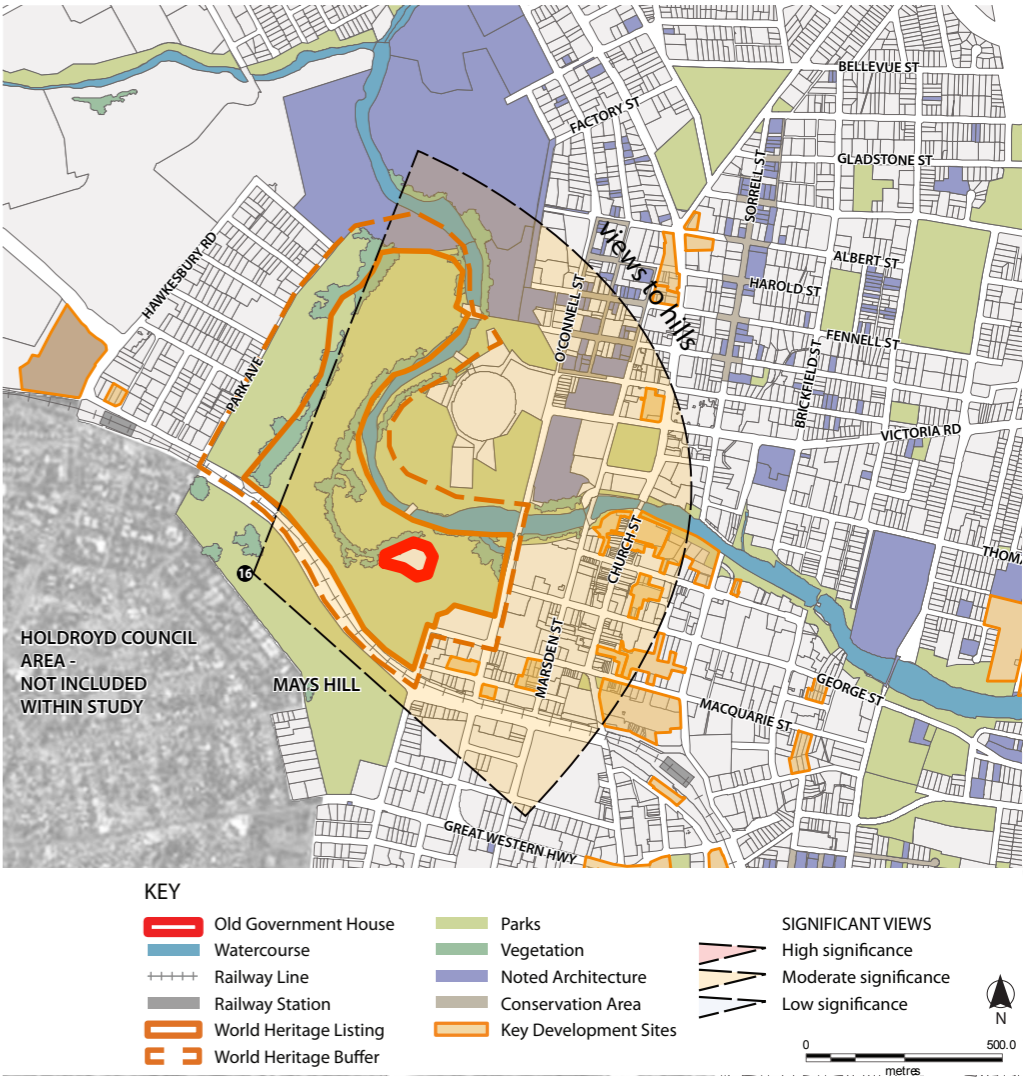 BELLEVUE ST
FACTORY ST
GLADSTONE ST
SORRELL ST
HAWKESBURY RD
views to hills
ALBERT ST
O'CONNELL ST
HAROLD ST
FENNELL ST
PARK AVE
BRICKFIELD ST
VICTORIA RD
CHURCH ST
THOMA
16
HOLDROYD COUNCIL
AREA -
NOT INCLUDED
WITHIN STUDY
MAYS HILL
MARSDEN ST
GEORGE ST
MACQUARIE ST
GREAT WESTERN HWY
KEY
Old Government House
Watercourse
Railway Line
Railway Station
World Heritage Listing
World Heritage Buffer
Parks
Vegetation
Noted Architecture
Conservation Area
Key Development Sites
SIGNIFICANT VIEWS
High significance
Moderate significance
Low significance
N
0 500.0
metres